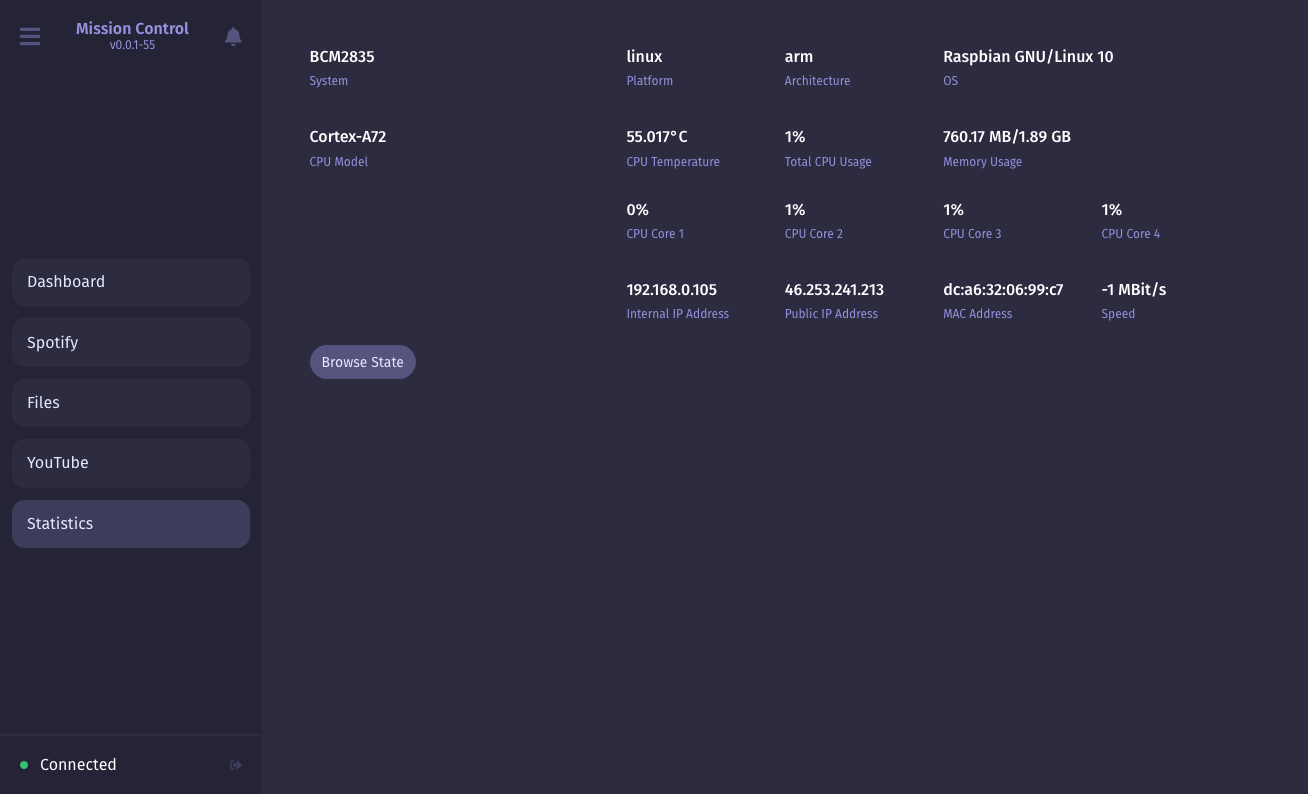 Mission Control
v0.0.1-55
Dashboard
Spotify
Files
YouTube
Statistics
Connected
BCM2835
System
linux
Platform
arm
Architecture
Raspbian GNU/Linux 10
OS
Cortex-A72
CPU Model
55.017°C
CPU Temperature
1%
Total CPU Usage
760.17 MB/1.89 GB
Memory Usage
0%
CPU Core 1
1%
CPU Core 2
1%
CPU Core 3
1%
CPU Core 4
192.168.0.105
Internal IP Address
46.253.241.213
Public IP Address
dc:a6:32:06:99:c7
MAC Address
-1 MBit/s
Speed
Browse State